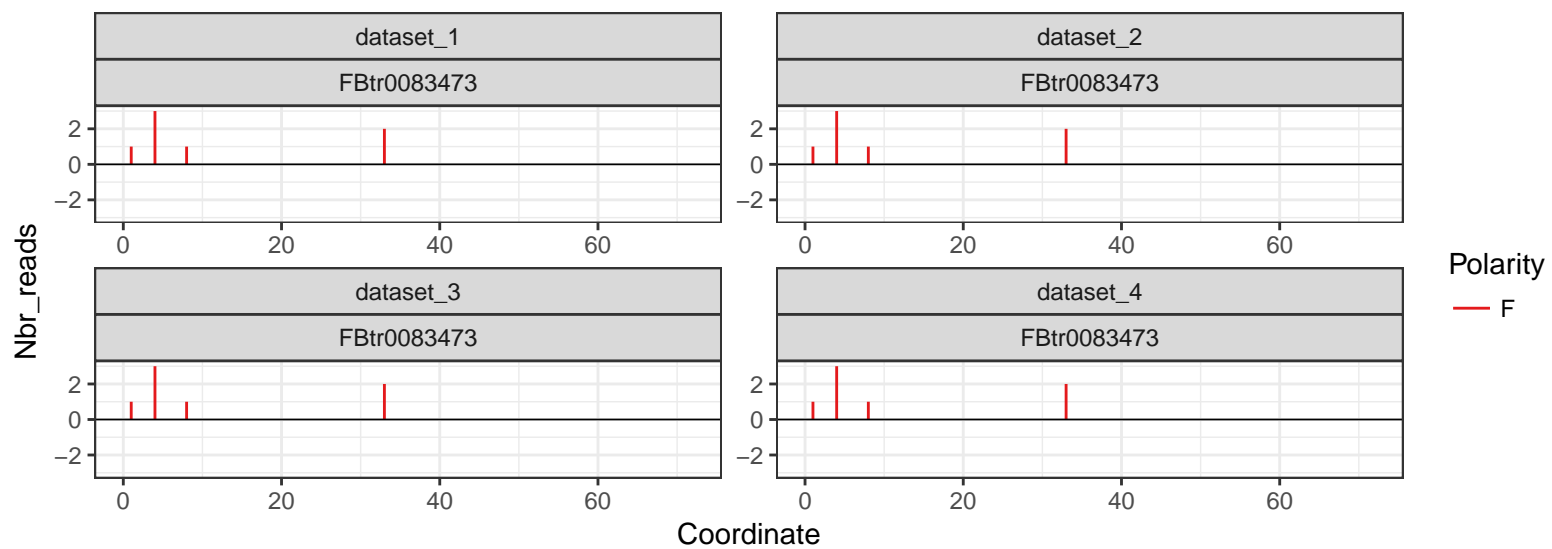 dataset_1
dataset_2
FBtr0083473
FBtr0083473
2
0
−2
2
0
−2
0 20 40 60
0 20 40 60
dataset_3
dataset_4
FBtr0083473
FBtr0083473
2
0
−2
2
0
−2
0 20 40 60
0 20 40 60
Coordinate
Nbr_reads
Polarity
F